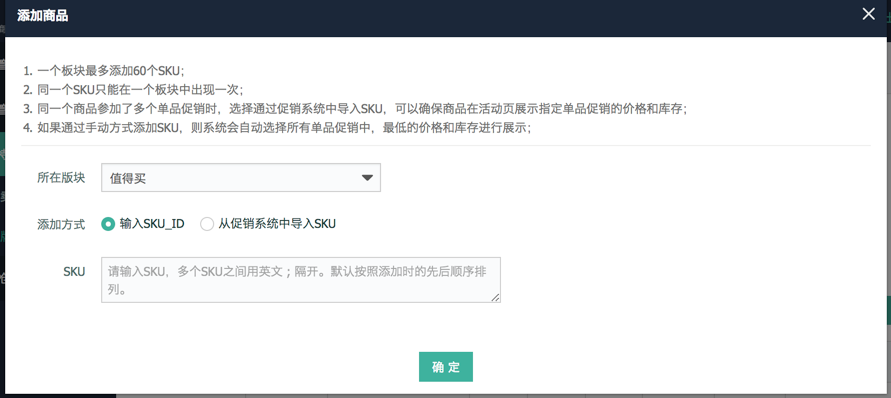 添加商品
1. 一个板块最多添加60个SKU；
2. 同一个SKU只能在一个板块中出现一次；
3. 同一个商品参加了多个单品促销时，选择通过促销系统中导入SKU，可以确保商品在活动页展示指定单品促销的价格和库存；
4. 如果通过手动方式添加SKU，则系统会自动选择所有单品促销中，最低的价格和库存进行展示；
所在版块 值得买
添加方式 输入SKU_ID 从促销系统中导入SKU
SKU 请输入SKU，多个SKU之间用英文；隔开。默认按照添加时的先后顺序排
列。
确 定